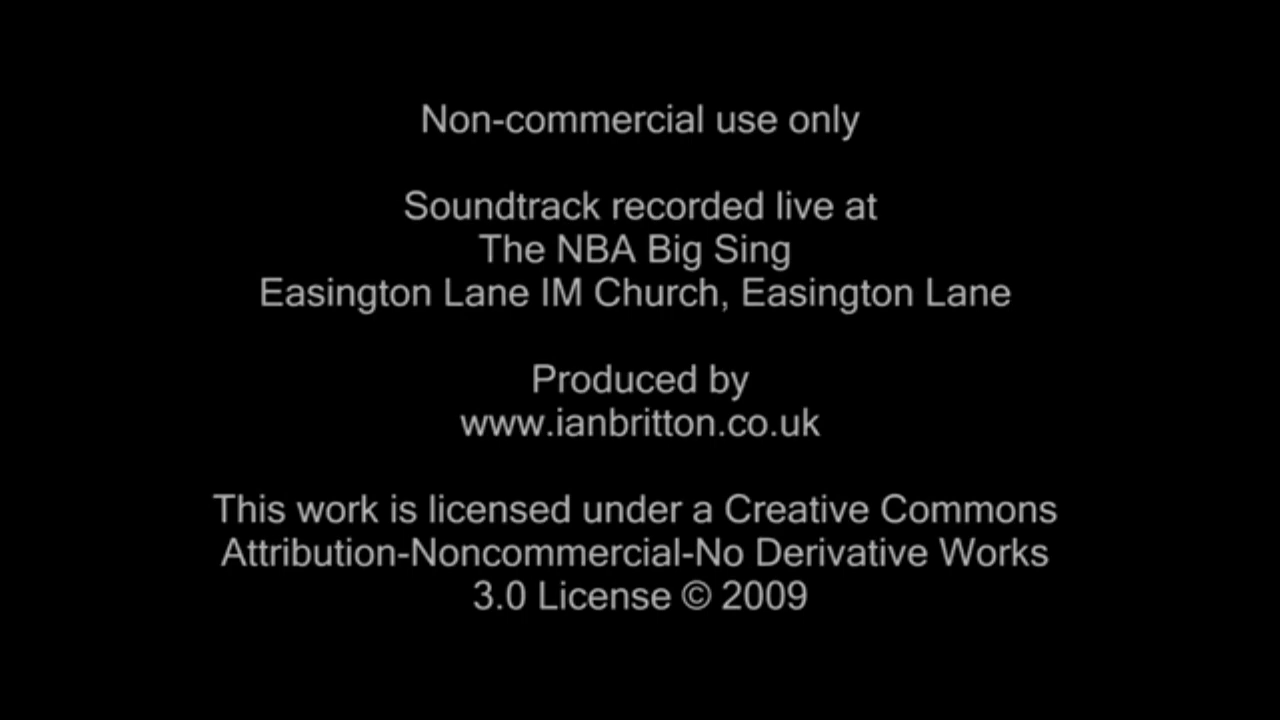 Non-commercial use only
Soundtrack recorded live at
The NBA Big Sing
Easington Lane IM Church, Easington Lane
Produced by
www.ianbritton.co.uk
This work is licensed under a Creative Commons
Attribution-Noncommercial-No Derivative Works
3.0 License © 2009